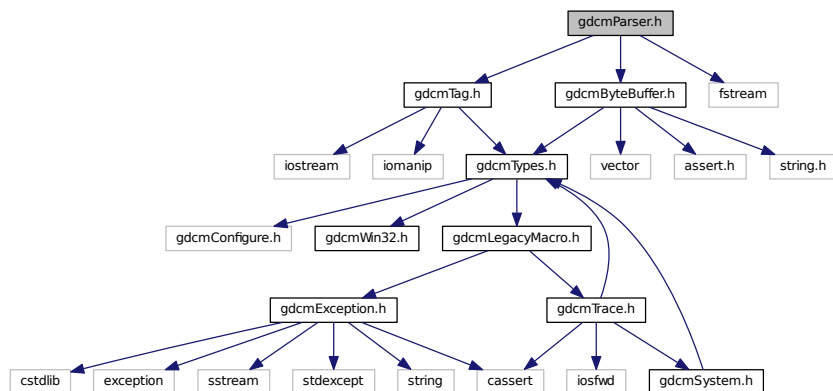 gdcmParser.h
gdcmTag.h
gdcmByteBuffer.h
fstream
iostream
iomanip
gdcmTypes.h
vector
assert.h
string.h
gdcmConfigure.h
gdcmWin32.h
gdcmLegacyMacro.h
gdcmException.h
gdcmTrace.h
cstdlib
exception
sstream
stdexcept
string
cassert
iosfwd
gdcmSystem.h